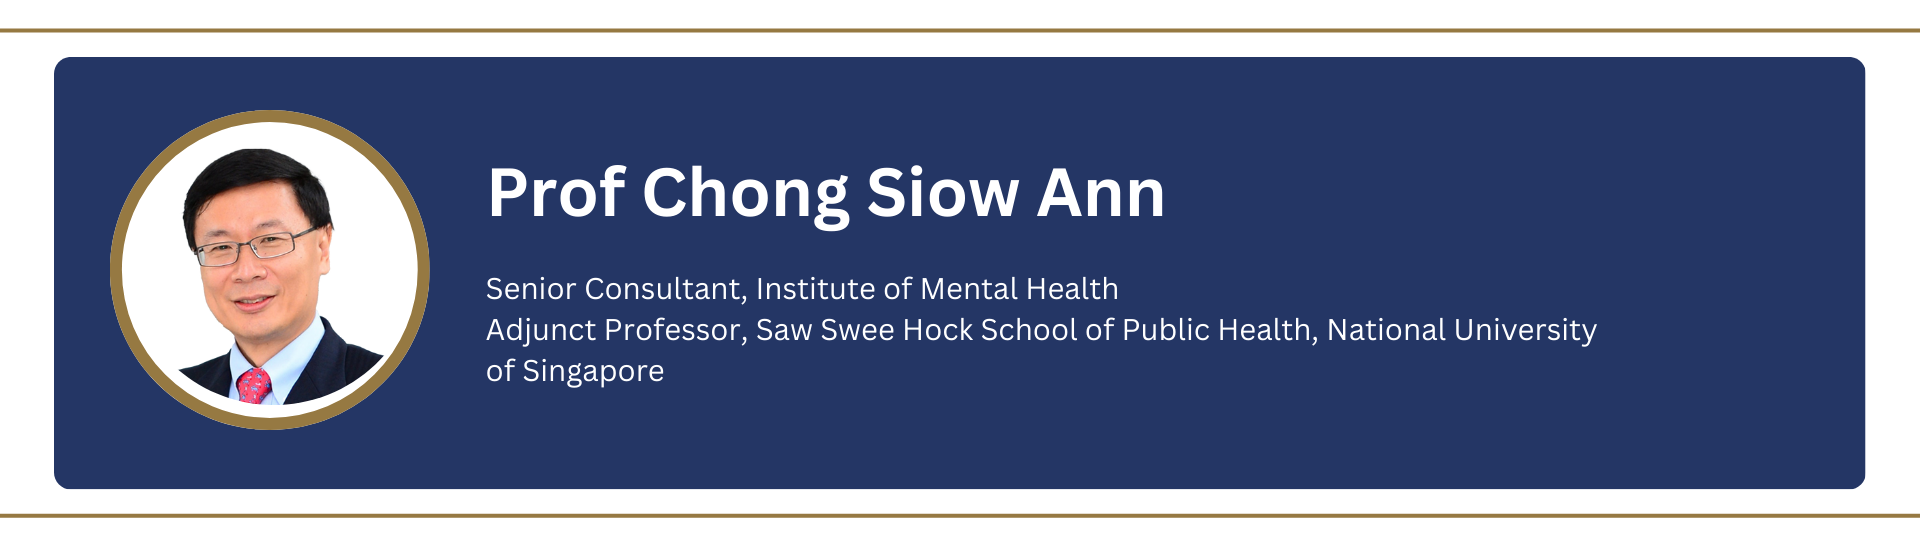 Prof Chong Siow Ann
Senior Consultant, Institute of Mental Health
Adjunct Professor, Saw Swee Hock School of Public Health, National University
of Singapore